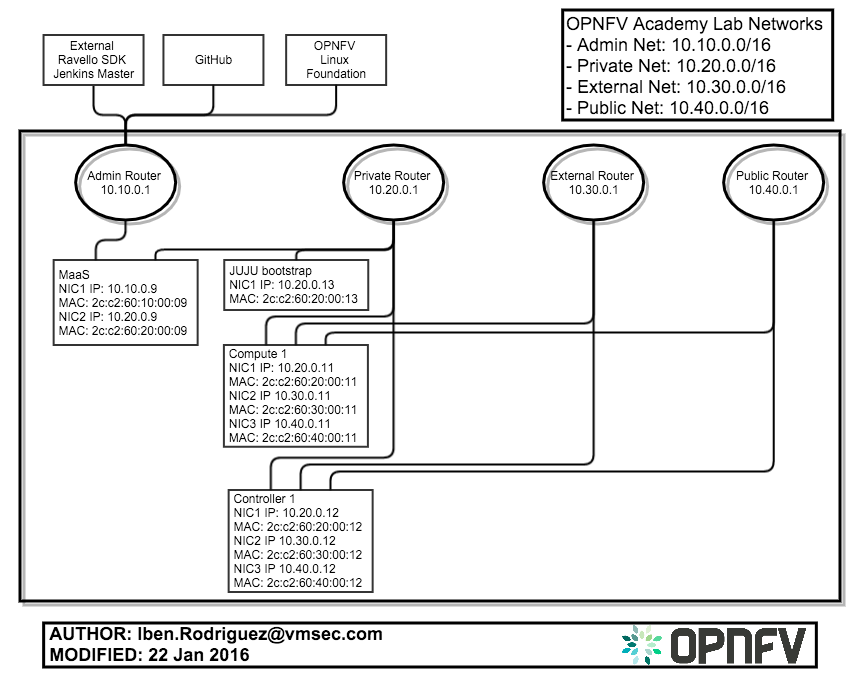 External
Ravello SDK
Jenkins Master
GitHub
OPNFV
Linux
Foundation
OPNFV Academy Lab Networks
- Admin Net: 10.10.0.0/16
- Private Net: 10.20.0.0/16
- External Net: 10.30.0.0/16
- Public Net: 10.40.0.0/16
Admin Router
10.10.0.1
Private Router
10.20.0.1
External Router
10.30.0.1
Public Router
10.40.0.1
MaaS
NIC1 IP: 10.10.0.9
MAC: 2c:c2:60:10:00:09
NIC2 IP: 10.20.0.9
MAC: 2c:c2:60:20:00:09
JUJU bootstrap
NIC1 IP: 10.20.0.13
MAC: 2c:c2:60:20:00:13
Compute 1
NIC1 IP: 10.20.0.11
MAC: 2c:c2:60:20:00:11
NIC2 IP 10.30.0.11
MAC: 2c:c2:60:30:00:11
NIC3 IP: 10.40.0.11
MAC: 2c:c2:60:40:00:11
Controller 1
NIC1 IP: 10.20.0.12
MAC: 2c:c2:60:20:00:12
NIC2 IP 10.30.0.12
MAC: 2c:c2:60:30:00:12
NIC3 IP: 10.40.0.12
MAC: 2c:c2:60:40:00:12
AUTHOR: Iben.Rodriguez@vmsec.com
MODIFIED: 22 Jan 2016
OPNFV